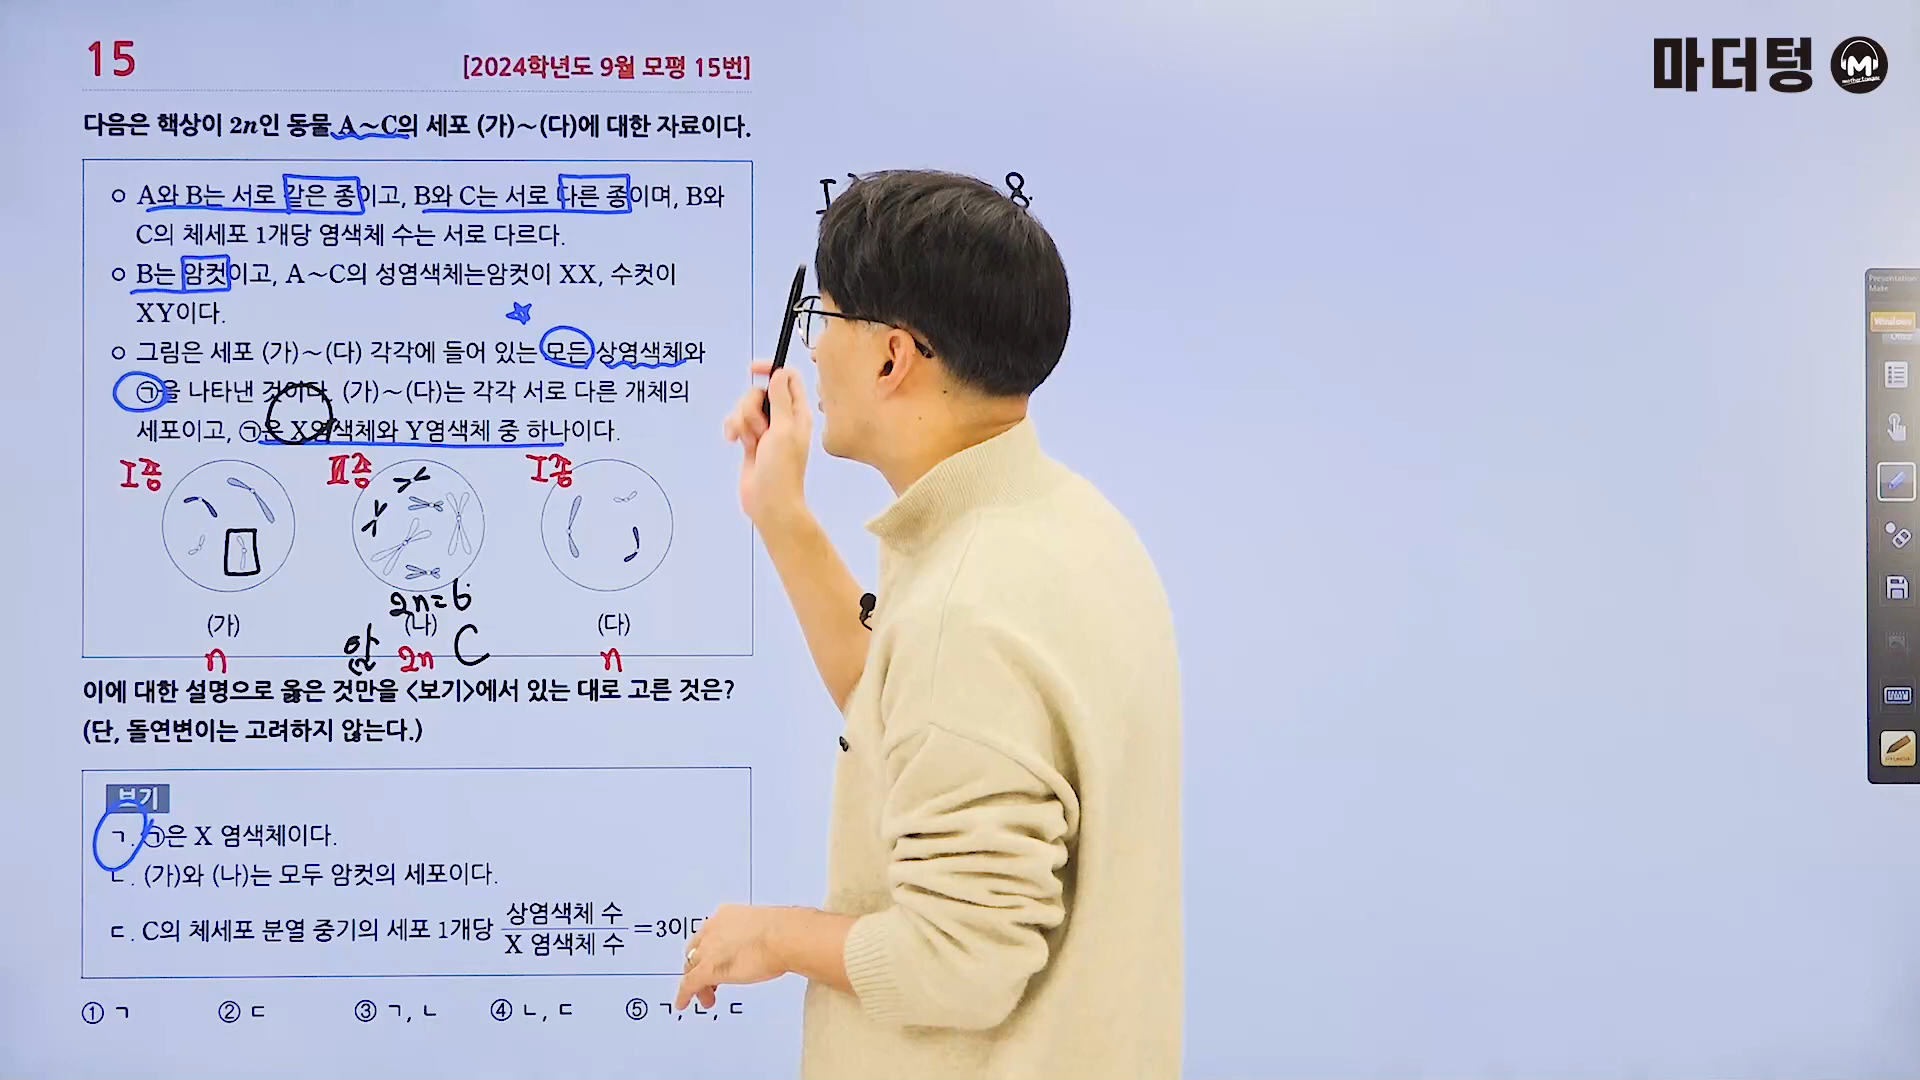 15
[2024학년도 9월 모평 15번]
마더텅
다음은 핵상이 2n인 동물 A~C의 세포 (가)~(다)에 대한 자료이다.
○ A와 B는 서로 같은 종이고, B와 C는 서로 다른 종이며, B와
C의 체세포 1개당 염색체 수는 서로 다르다.
8
○ B는 암컷이고, A~C의 성염색체는암컷이 XX, 수컷이
XY이다.
○ 그림은 세포 (가)~(다) 각각에 들어 있는 모든 상염색체와
㉠을 나타낸 것이다. (가)~(다)는 각각 서로 다른 개체의
세포이고, ㉠은 X염색체와 Y염색체 중 하나이다.
I종 II종 I종
2n=6
(가) (나) (다)
n 암 2n C n
이에 대한 설명으로 옳은 것만을 <보기>에서 있는 대로 고른 것은?
(단, 돌연변이는 고려하지 않는다.)
보기
ㄱ. ㉠은 X 염색체이다.
ㄴ. (가)와 (나)는 모두 암컷의 세포이다.
ㄷ. C의 체세포 분열 중기의 세포 1개당 상염색체 수 / X 염색체 수 =3이다
① ㄱ ② ㄷ ③ ㄱ, ㄴ ④ ㄴ, ㄷ ⑤ ㄱ, ㄴ, ㄷ